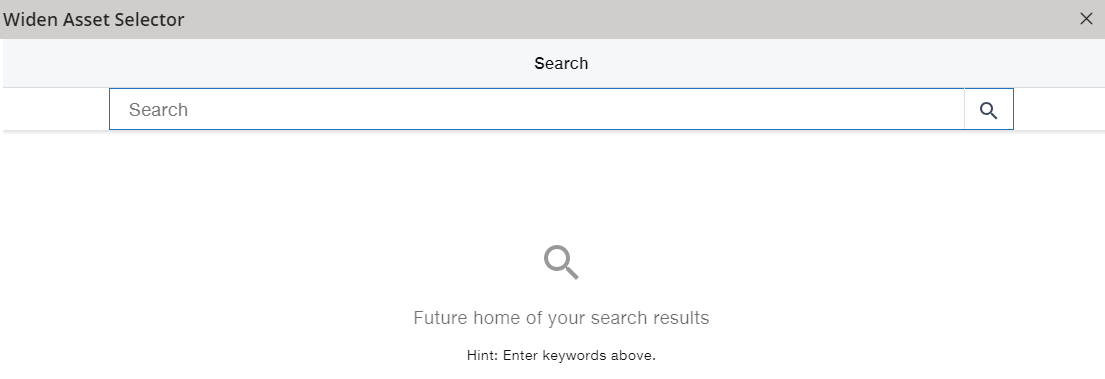 Widen Asset Selector
Search
Search
Future home of your search results
Hint: Enter keywords above.